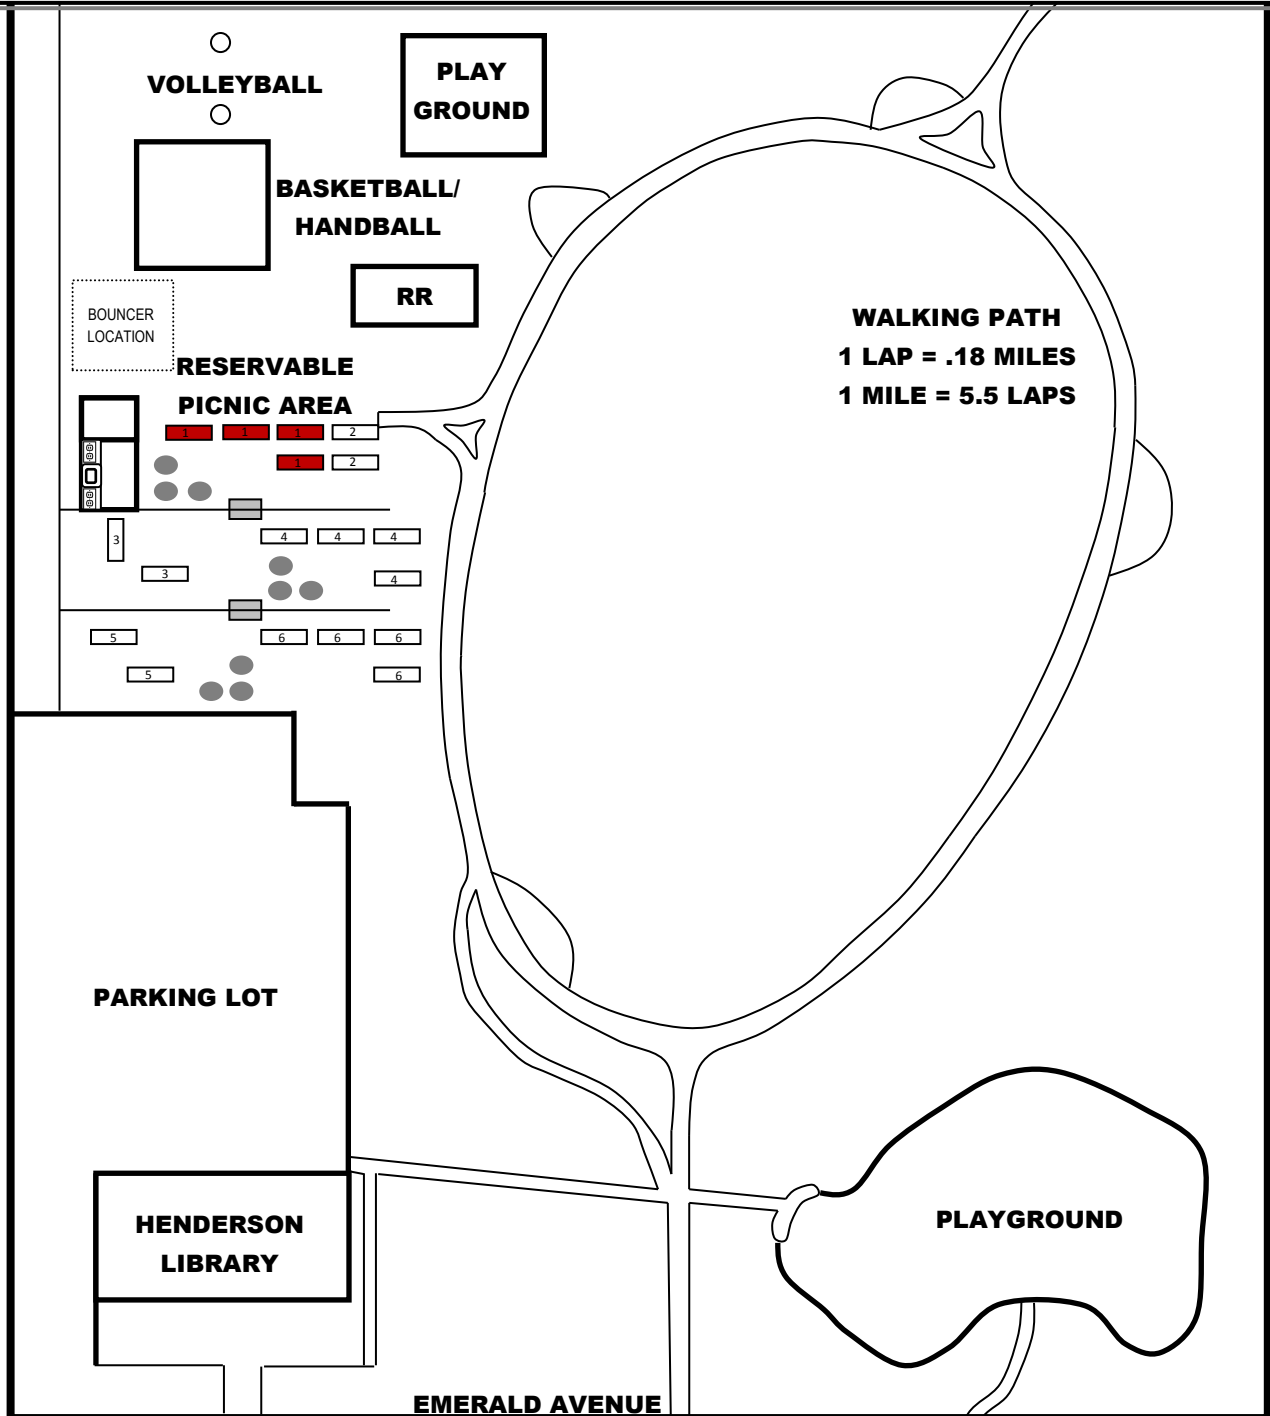 VOLLEYBALL
PLAY
GROUND
BASKETBALL/
HANDBALL
RR
BOUNCER
LOCATION
WALKING PATH
1 LAP = .18 MILES
1 MILE = 5.5 LAPS
RESERVABLE
PICNIC AREA
1 1 1 2
1 2
3
4 4 4
3
4
5
6 6 6
5
6
PARKING LOT
HENDERSON
LIBRARY
PLAYGROUND
EMERALD AVENUE